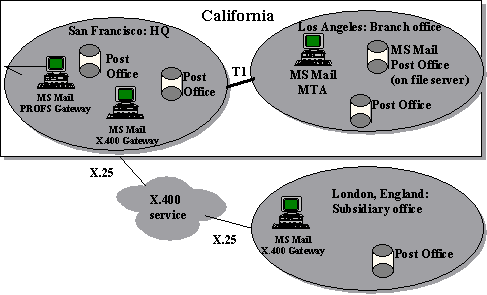 California
San Francisco: HQ
Post
Office
Post
Office
MS Mail
PROFS Gateway
MS Mail
X.400 Gateway
T1
Los Angeles: Branch office
MS Mail
MTA
MS Mail
Post Office
(on file server)
Post Office
X.25
X.400
service
X.25
London, England:
Subsidiary office
MS Mail
X.400 Gateway
Post Office